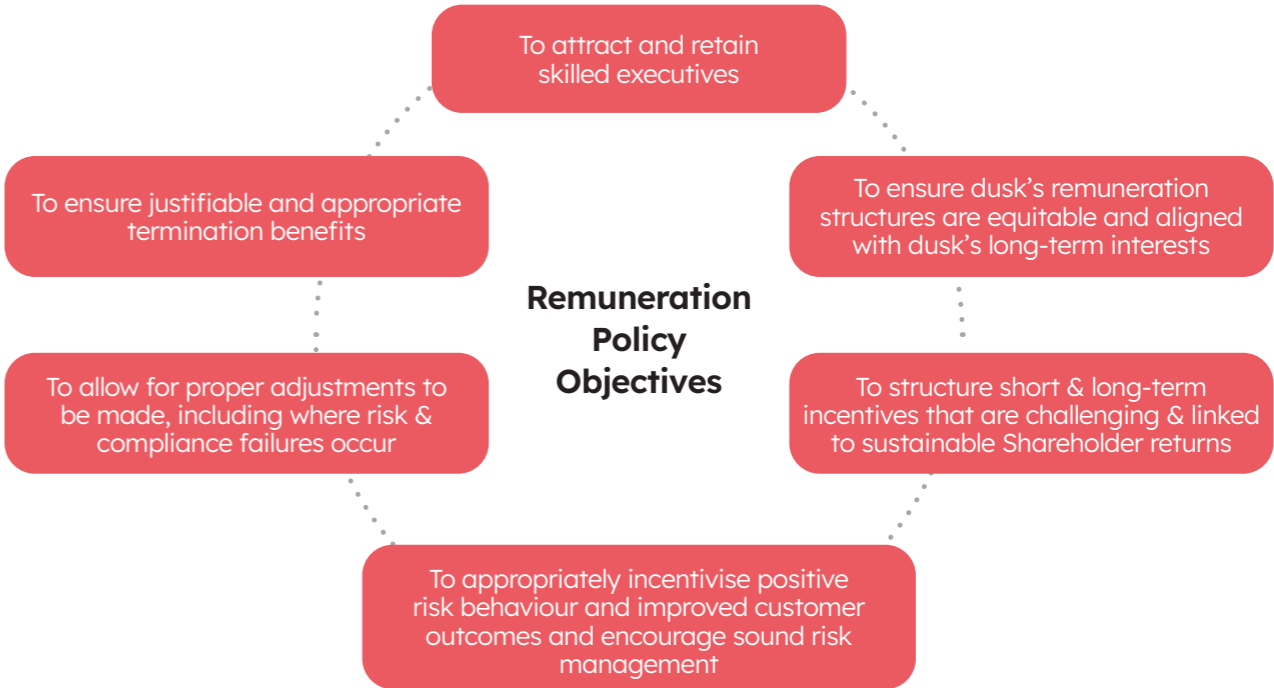 To attract and retain
skilled executives
To ensure justifiable and appropriate
termination benefits
To ensure dusk’s remuneration
structures are equitable and aligned
with dusk’s long-term interests
Remuneration
Policy
Objectives
To allow for proper adjustments to
be made, including where risk &
compliance failures occur
To structure short & long-term
incentives that are challenging & linked
to sustainable Shareholder returns
To appropriately incentivise positive
risk behaviour and improved customer
outcomes and encourage sound risk
management